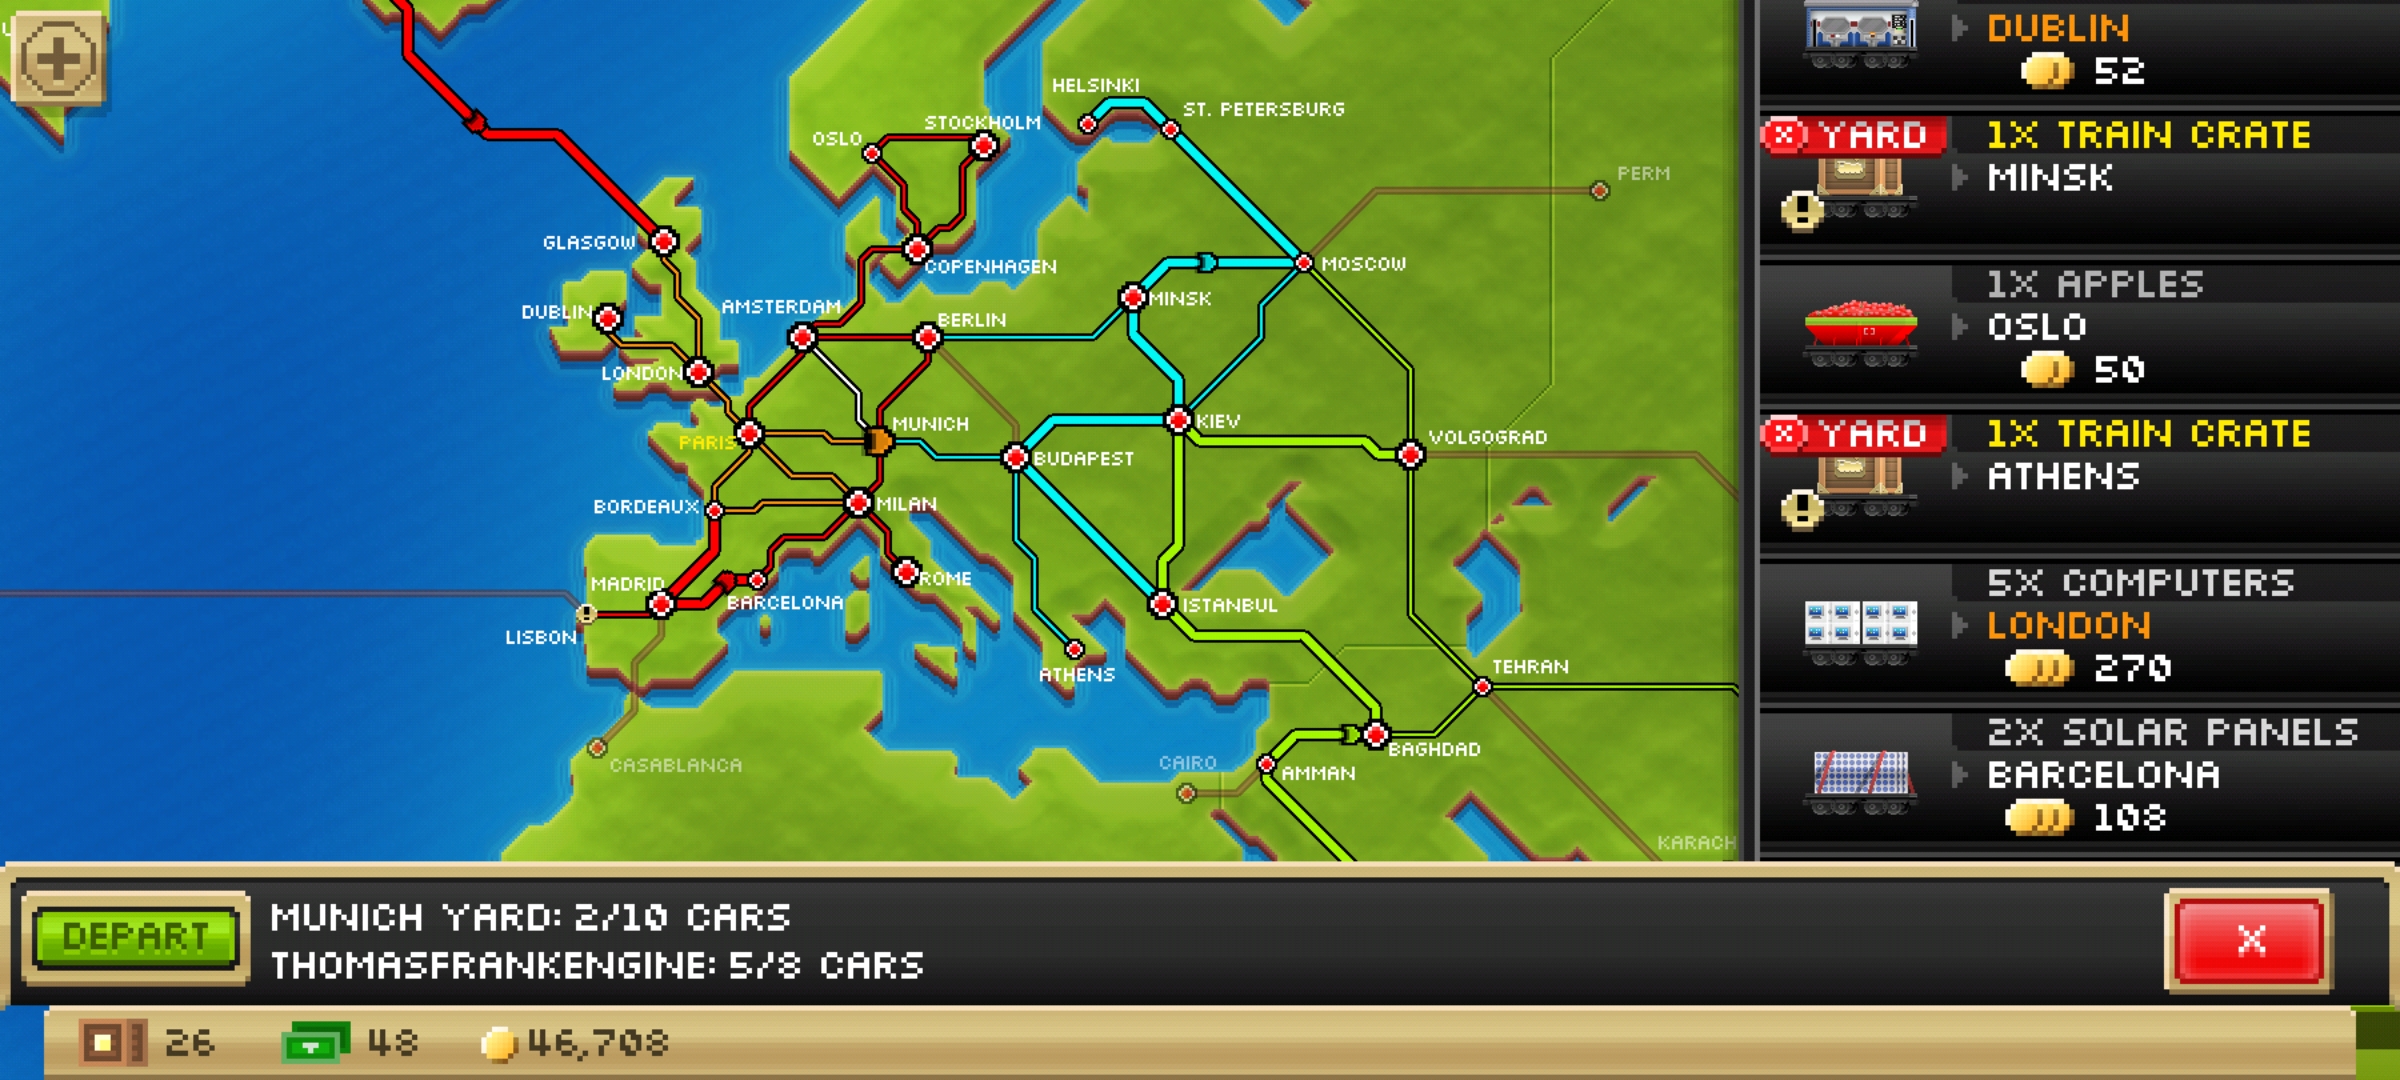 HELSINKI
ST. PETERSBURG
STOCKHOLM
OSLO
PERM
GLASGOW
COPENHAGEN
MOSCOW
DUBLIN
AMSTERDAM
MINSK
BERLIN
LONDON
PARIS
MUNICH
KIEV
VOLGOGRAD
BUDAPEST
BORDEAUX
MILAN
MADRID
ROME
BARCELONA
ISTANBUL
LISBON
ATHENS
TEHRAN
CASABLANCA
CAIRO
AMMAN
BAGHDAD
KARACH
DUBLIN
52
YARD
1X TRAIN CRATE
MINSK
1X APPLES
OSLO
50
YARD
1X TRAIN CRATE
ATHENS
5X COMPUTERS
LONDON
270
2X SOLAR PANELS
BARCELONA
108
DEPART
MUNICH YARD: 2/10 CARS
THOMASFRANKENGINE: 5/8 CARS
X
26
48
46,708